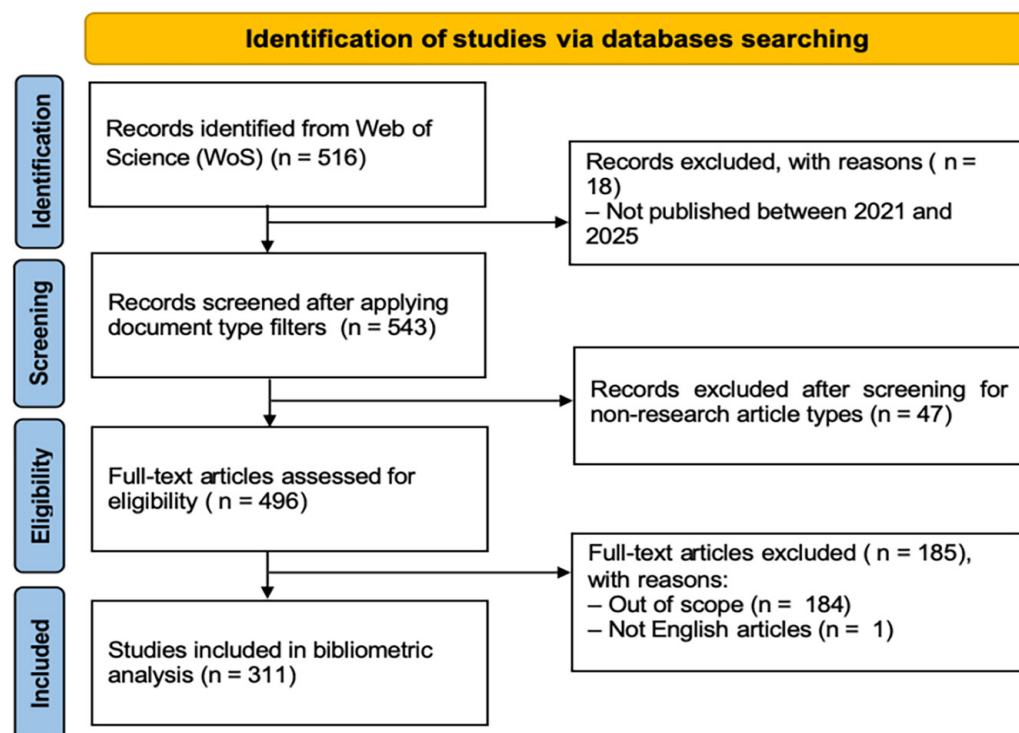 Identification of studies via databases searching
Identification
Records identified from Web of
Science (WoS) (n = 516)
Records excluded, with reasons ( n =
18)
– Not published between 2021 and
2025
Screening
Records screened after applying
document type filters (n = 543)
Records excluded after screening for
non-research article types (n = 47)
Eligibility
Full-text articles assessed for
eligibility ( n = 496)
Full-text articles excluded ( n = 185),
with reasons:
– Out of scope (n = 184)
– Not English articles (n = 1)
Included
Studies included in bibliometric
analysis (n = 311)